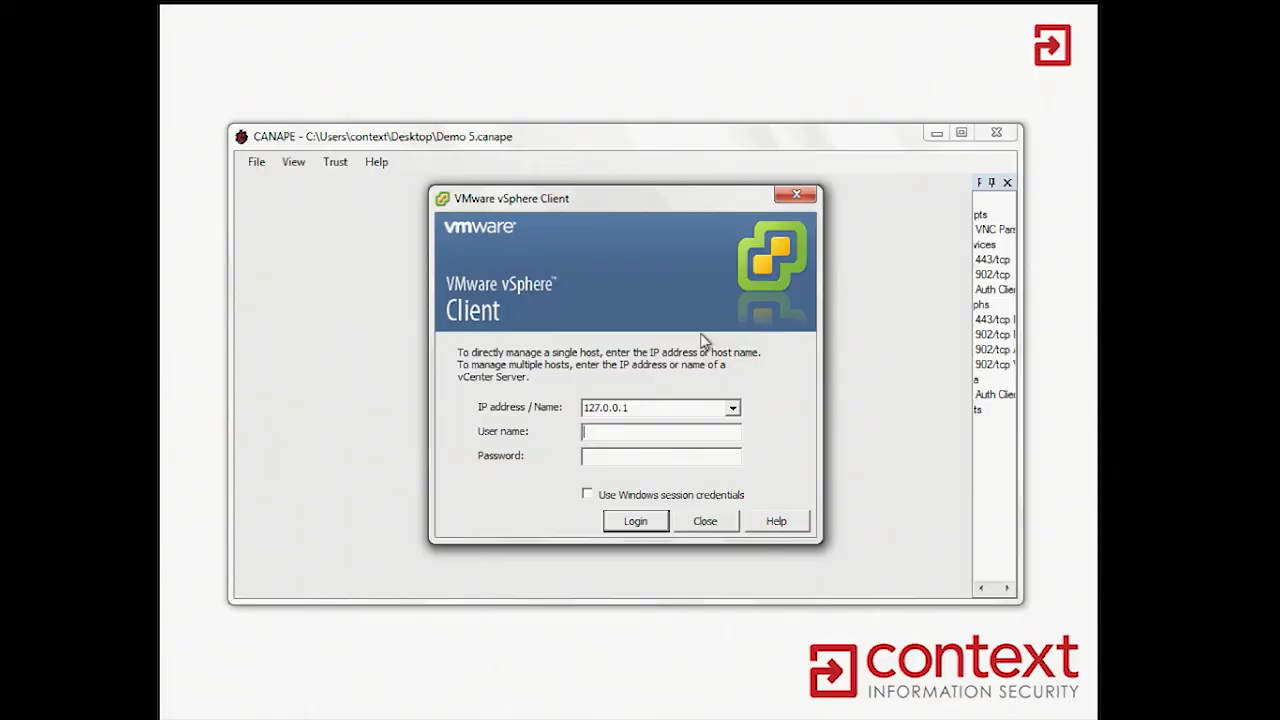 CANAPE - C:\Users\context\Desktop\Demo 5.canape
File View Trust Help
VMware vSphere Client
vmware
VMware vSphere™
Client
To directly manage a single host, enter the IP address or host name.
To manage multiple hosts, enter the IP address or name of a
vCenter Server.
IP address / Name: 127.0.0.1
User name:
Password:
Use Windows session credentials
Login Close Help
pts
VNC Pars
vices
443/tcp
902/tcp
Auth Clie
phs
443/tcp
902/tcp
902/tcp
902/tcp
a
Auth Clie
ts
context
INFORMATION SECURITY